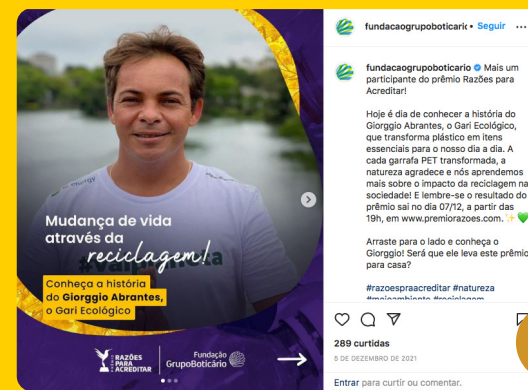 Mudança de vida
através da
reciclagem!
Conheça a história
do Giorggio Abrantes,
o Gari Ecológico
RAZÕES
PARA
ACREDITAR
Fundação
GrupoBoticário
fundacaogrupoboticaric • Seguir ...
fundacaogrupoboticario Mais um
participante do prêmio Razões para
Acreditar!
Hoje é dia de conhecer a história do
Giorggio Abrantes, o Gari Ecológico,
que transforma plástico em itens
essenciais para o nosso dia a dia. A
cada garrafa PET transformada, a
natureza agradece e nós aprendemos
mais sobre o impacto da reciclagem na
sociedade! E lembre-se o resultado do
prêmio sai no dia 07/12, a partir das
19h, em www.premiorazoes.com.
Arraste para o lado e conheça o
Giorggio! Será que ele leva este prêmio
para casa?
#razoespraacreditar #natureza
#meioambiente #reciclagem
289 curtidas
5 DE DEZEMBRO DE 2021
Entrar para curtir ou comentar.